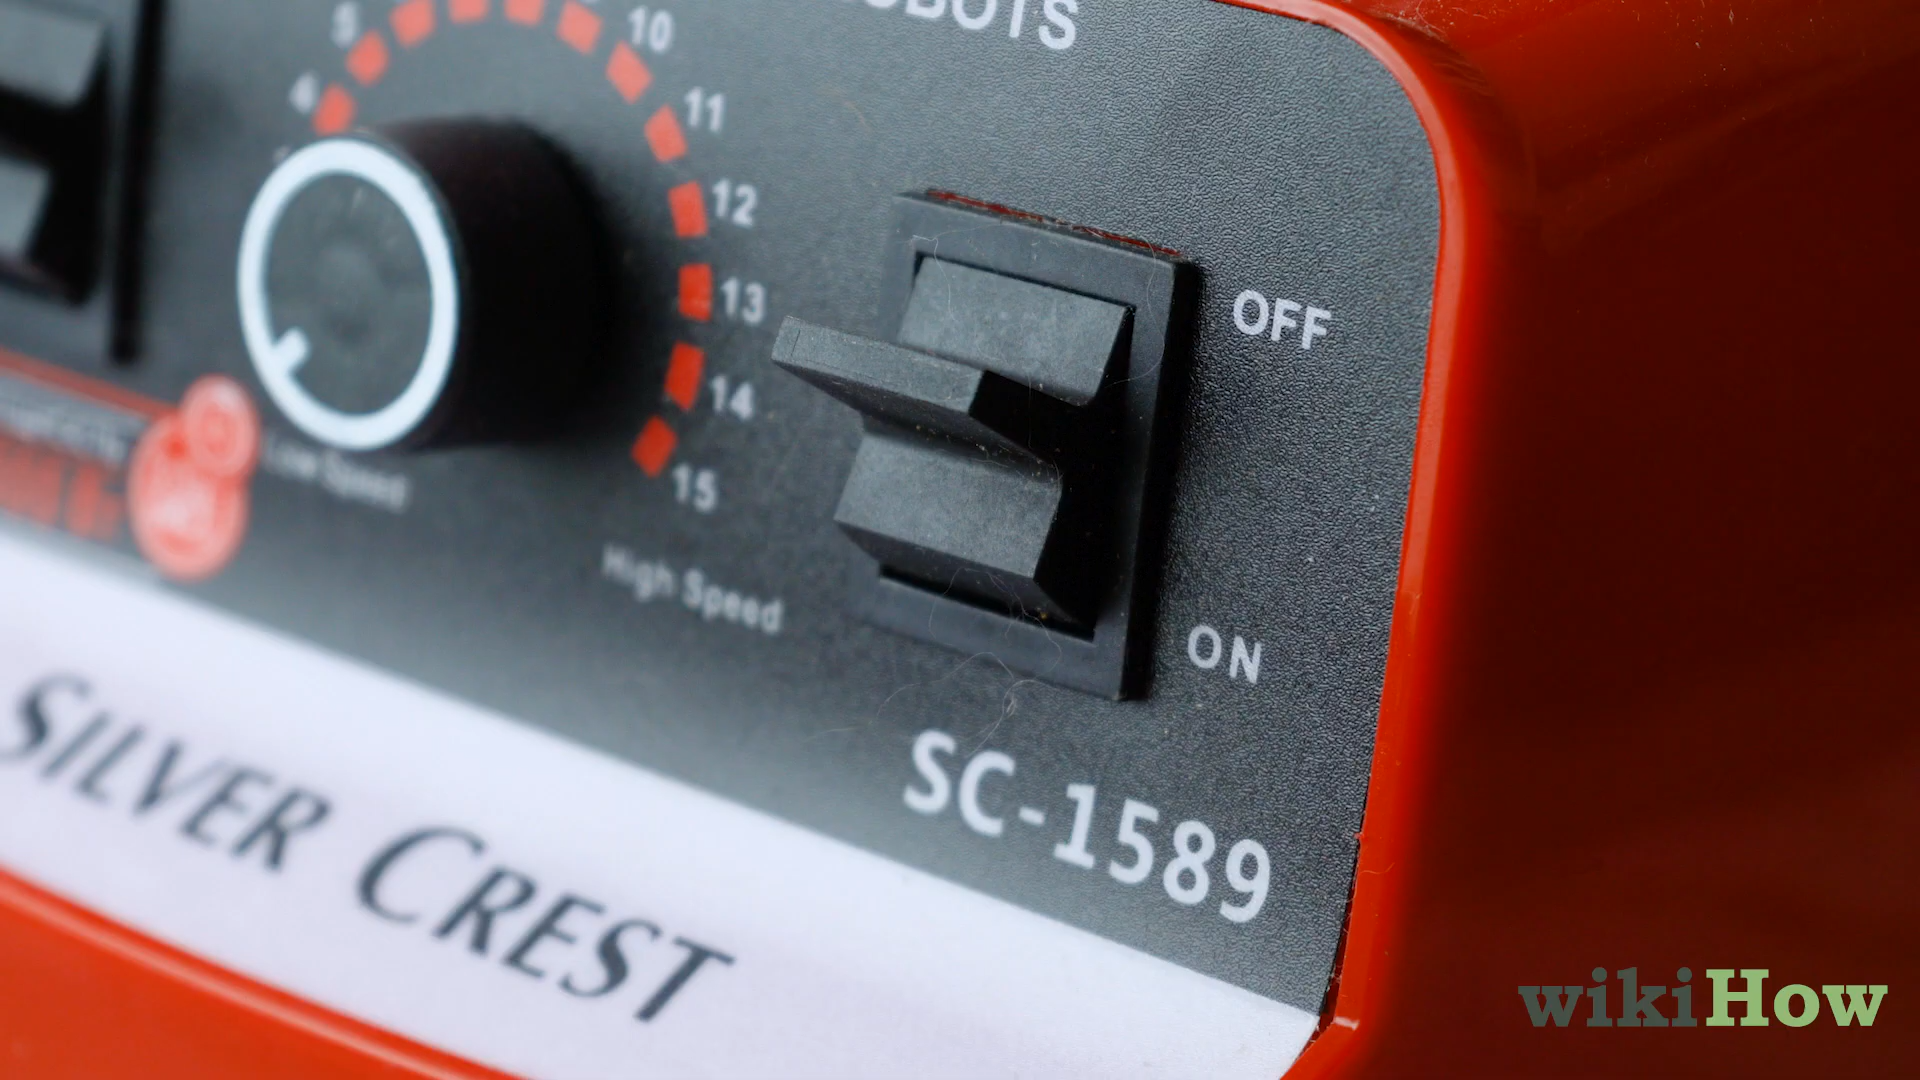 OBOTS
5
10
4
11
12
13
14
15
OFF
Low Speed
High Speed
ON
SC-1589
SILVER CREST
wikiHow